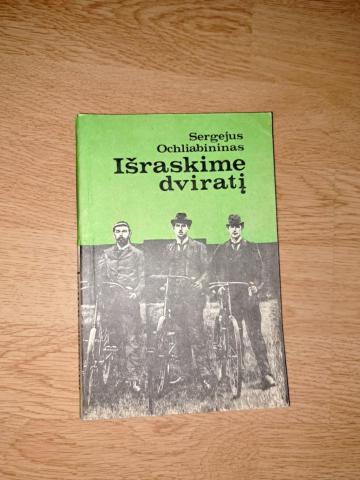 Sergejus
Ochliabininas
Išraskime
dviratį